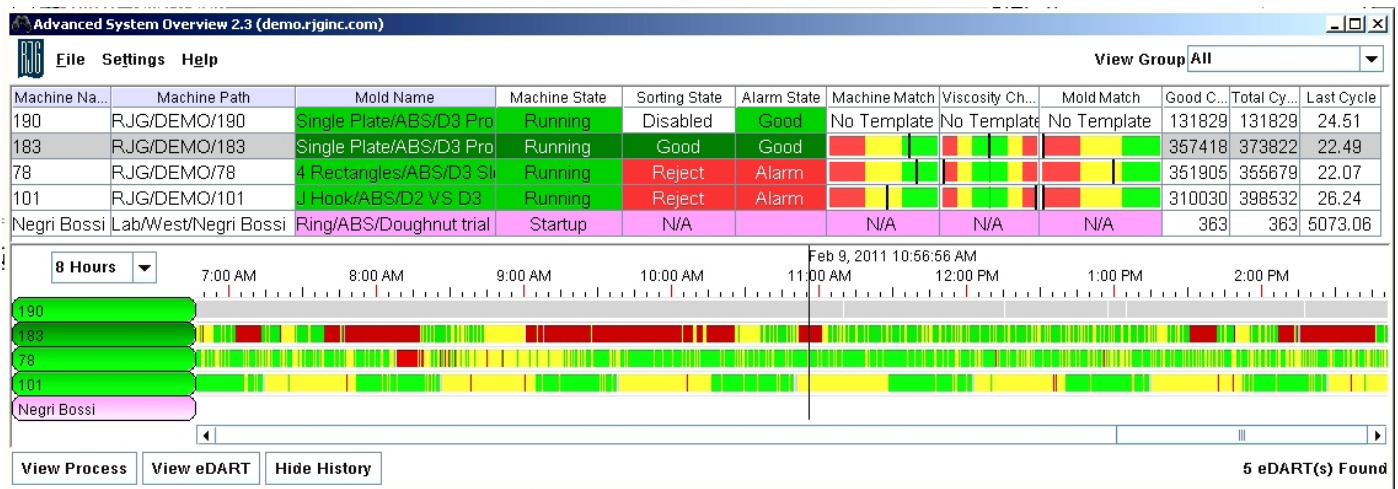 Advanced System Overview 2.3 (demo.rjginc.com)
RJG File Settings Help View Group All
Machine Na... Machine Path Mold Name Machine State Sorting State Alarm State Machine Match Viscosity Ch... Mold Match Good C... Total Cy... Last Cycle
190 RJG/DEMO/190 Single Plate/ABS/D3 Pro Running Disabled Good No Template No Template No Template 131829 131829 24.51
183 RJG/DEMO/183 Single Plate/ABS/D3 Pro Running Good Good 357418 373822 22.49
78 RJG/DEMO/78 4 Rectangles/ABS/D3 Sli Running Reject Alarm 351905 355679 22.07
101 RJG/DEMO/101 J Hook/ABS/D2 VS D3 Running Reject Alarm 310030 398532 26.24
Negri Bossi Lab/West/Negri Bossi Ring/ABS/Doughnut trial Startup N/A N/A N/A N/A 363 363 5073.06
Feb 9, 2011 10:56:56 AM
8 Hours 7:00 AM 8:00 AM 9:00 AM 10:00 AM 11:00 AM 12:00 PM 1:00 PM 2:00 PM
190
183
78
101
Negri Bossi
View Process View eDART Hide History 5 eDART(s) Found